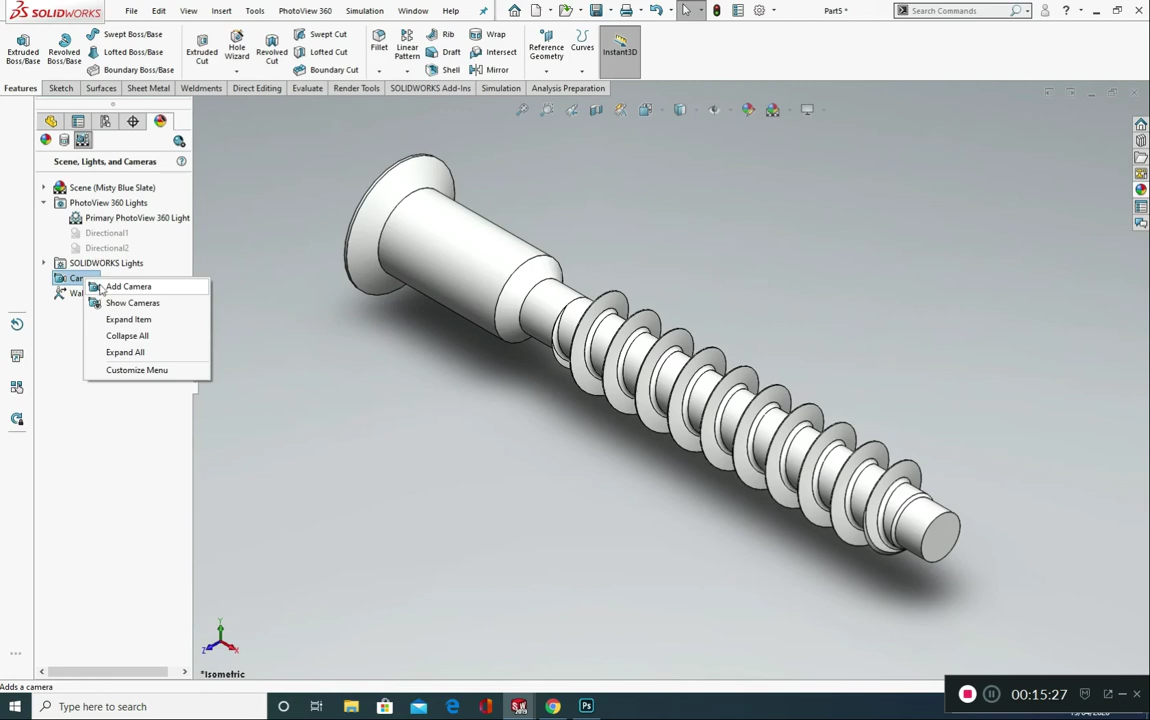 SOLIDWORKS File Edit View Insert Tools PhotoView 360 Simulation Window Help Part5 * Search Commands
Extruded Boss/Base
Revolved Boss/Base
Swept Boss/Base
Lofted Boss/Base
Boundary Boss/Base
Extruded Cut
Hole Wizard
Revolved Cut
Swept Cut
Lofted Cut
Boundary Cut
Fillet
Linear Pattern
Rib
Draft
Shell
Wrap
Intersect
Mirror
Reference Geometry
Curves
Instant3D
Features Sketch Surfaces Sheet Metal Weldments Direct Editing Evaluate Render Tools SOLIDWORKS Add-Ins Simulation Analysis Preparation
Scene, Lights, and Cameras
Scene (Misty Blue Slate)
PhotoView 360 Lights
Primary PhotoView 360 Light
Directional1
Directional2
SOLIDWORKS Lights
Add Camera
Show Cameras
Expand Item
Collapse All
Expand All
Customize Menu
Y
Z
X
*Isometric
Adds a camera
00:15:27
Type here to search